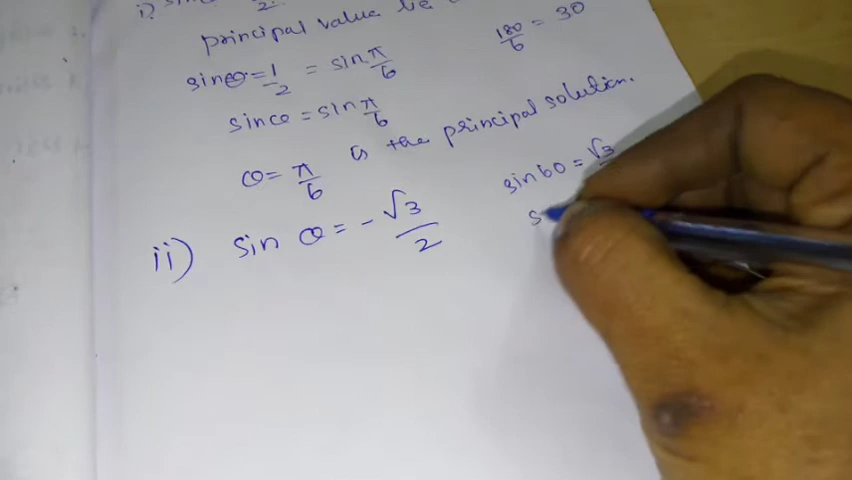 principal value
180/6 = 30
sinθ = 1/2 = sin π/6
sinθ = sin π/6
θ = π/6 is the principal solution.
sin60 = √3
ii) sin θ = -√3/2
s